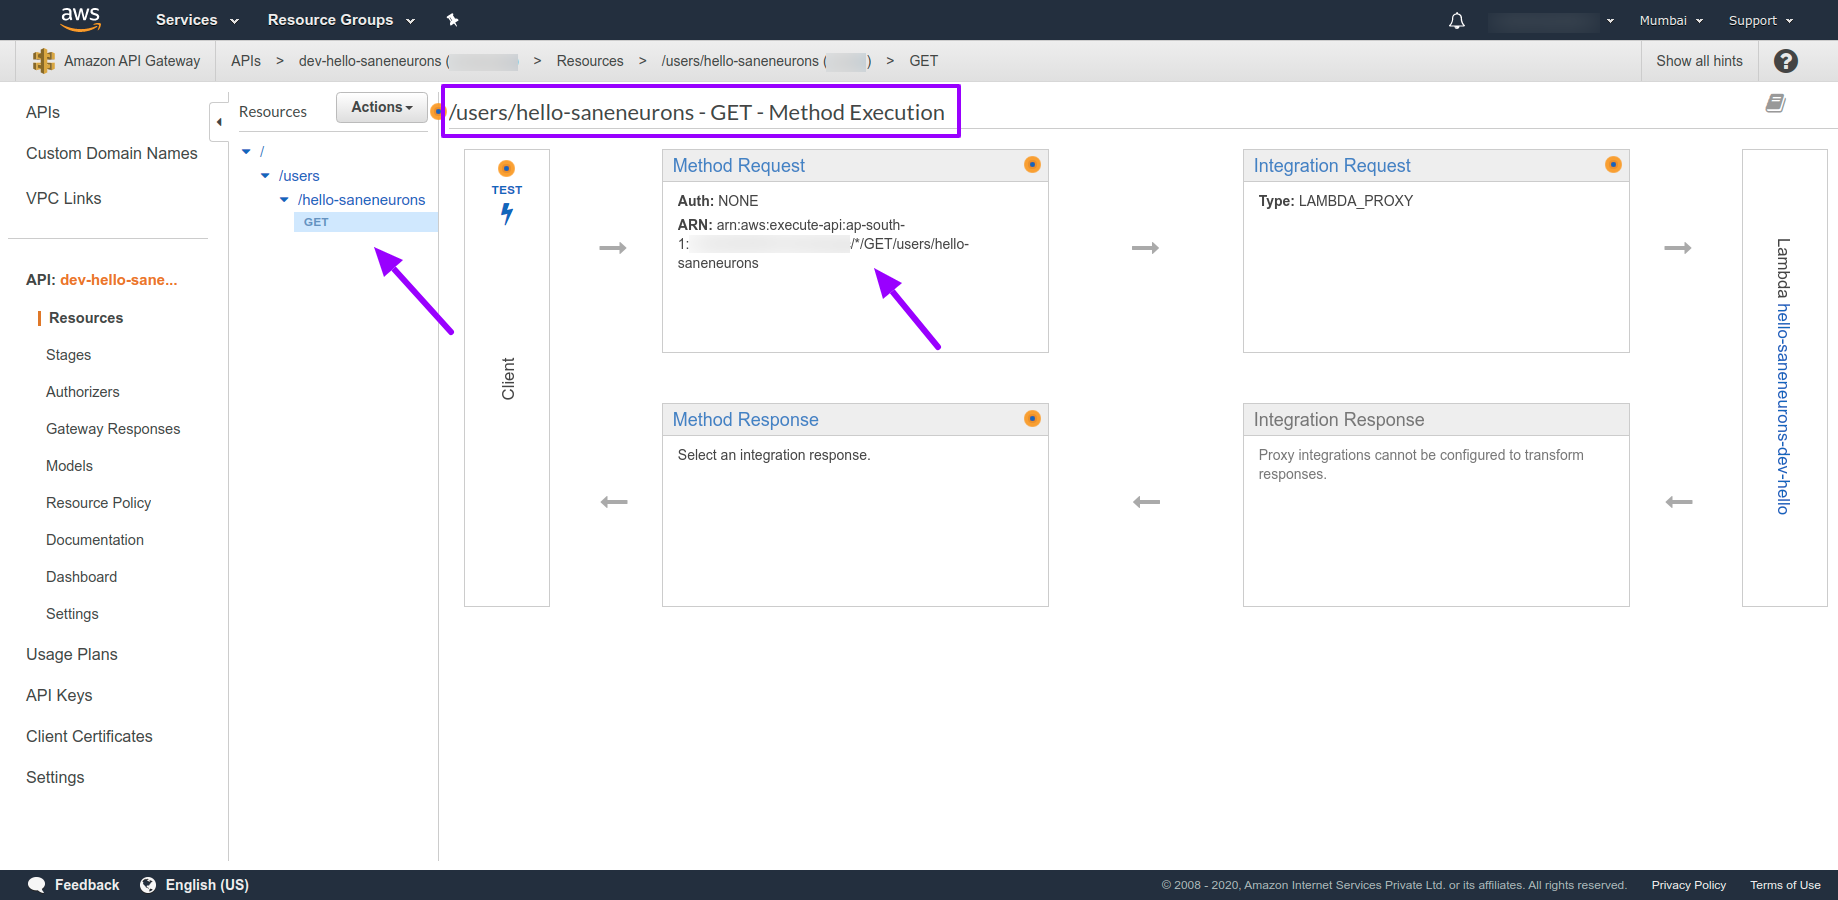 aws
Services
Resource Groups
Mumbai
Support
Amazon API Gateway
APIs > dev-hello-saneneurons ( > Resources > /users/hello-saneneurons ( ) > GET
Show all hints
?
APIs
Custom Domain Names
VPC Links
API: dev-hello-sane...
Resources
Stages
Authorizers
Gateway Responses
Models
Resource Policy
Documentation
Dashboard
Settings
Usage Plans
API Keys
Client Certificates
Settings
Resources
Actions
/
/users
/hello-saneneurons
GET
/users/hello-saneneurons - GET - Method Execution
TEST
Client
Method Request
Auth: NONE
ARN: arn:aws:execute-api:ap-south-
1: /*/GET/users/hello-
saneneurons
Integration Request
Type: LAMBDA_PROXY
Lambda hello-saneneurons-dev-hello
Method Response
Select an integration response.
Integration Response
Proxy integrations cannot be configured to transform
responses.
Feedback
English (US)
© 2008 - 2020, Amazon Internet Services Private Ltd. or its affiliates. All rights reserved.
Privacy Policy
Terms of Use